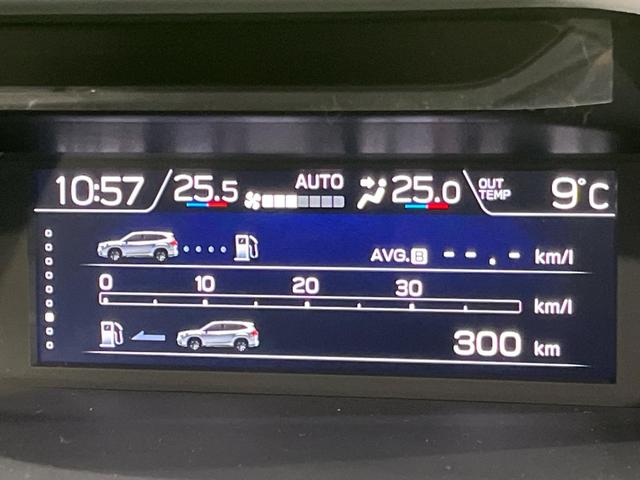 10:57 25.5 AUTO 25.0 OUT TEMP 9°C
AVG. B --.- km/l
0 10 20 30
km/l
300 km